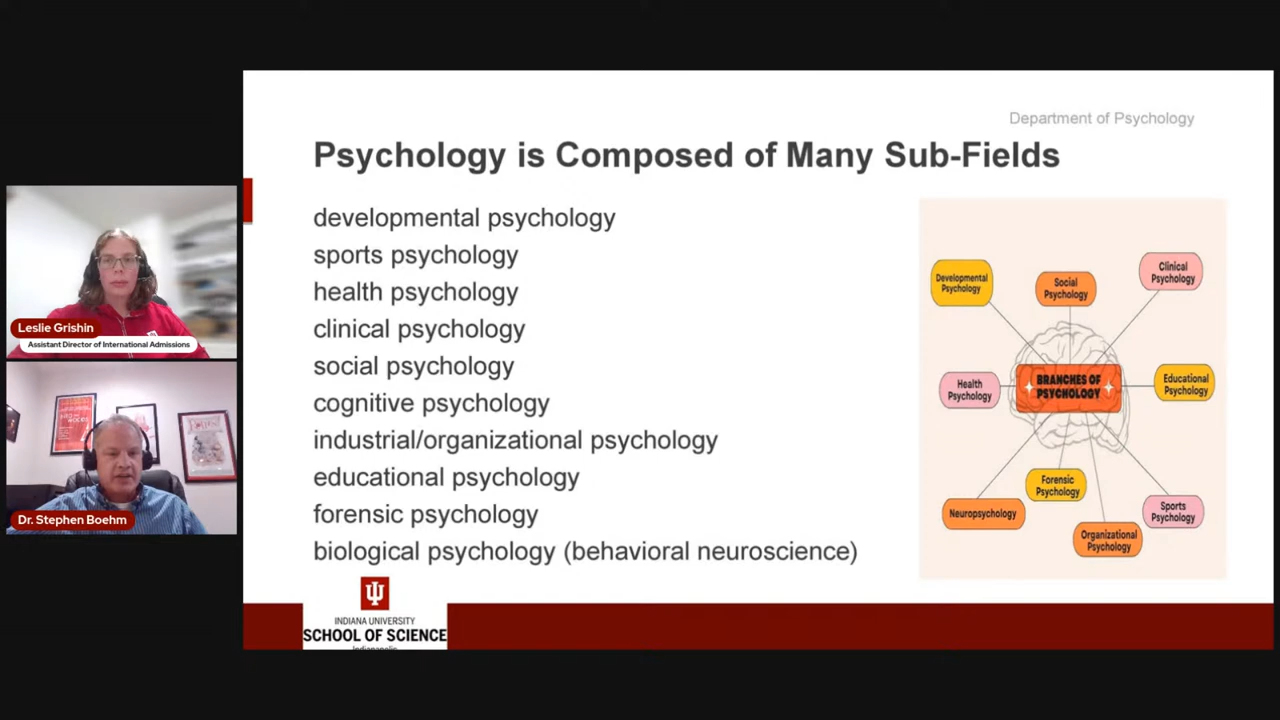 Department of Psychology
Psychology is Composed of Many Sub-Fields
developmental psychology
sports psychology
health psychology
clinical psychology
social psychology
cognitive psychology
industrial/organizational psychology
educational psychology
forensic psychology
biological psychology (behavioral neuroscience)
Developmental
Psychology
Social
Psychology
Clinical
Psychology
Health
Psychology
BRANCHES OF
PSYCHOLOGY
Educational
Psychology
Forensic
Psychology
Neuropsychology
Organizational
Psychology
Sports
Psychology
INDIANA UNIVERSITY
SCHOOL OF SCIENCE
Indianapolis
Leslie Grishin
Assistant Director of International Admissions
Dr. Stephen Boehm